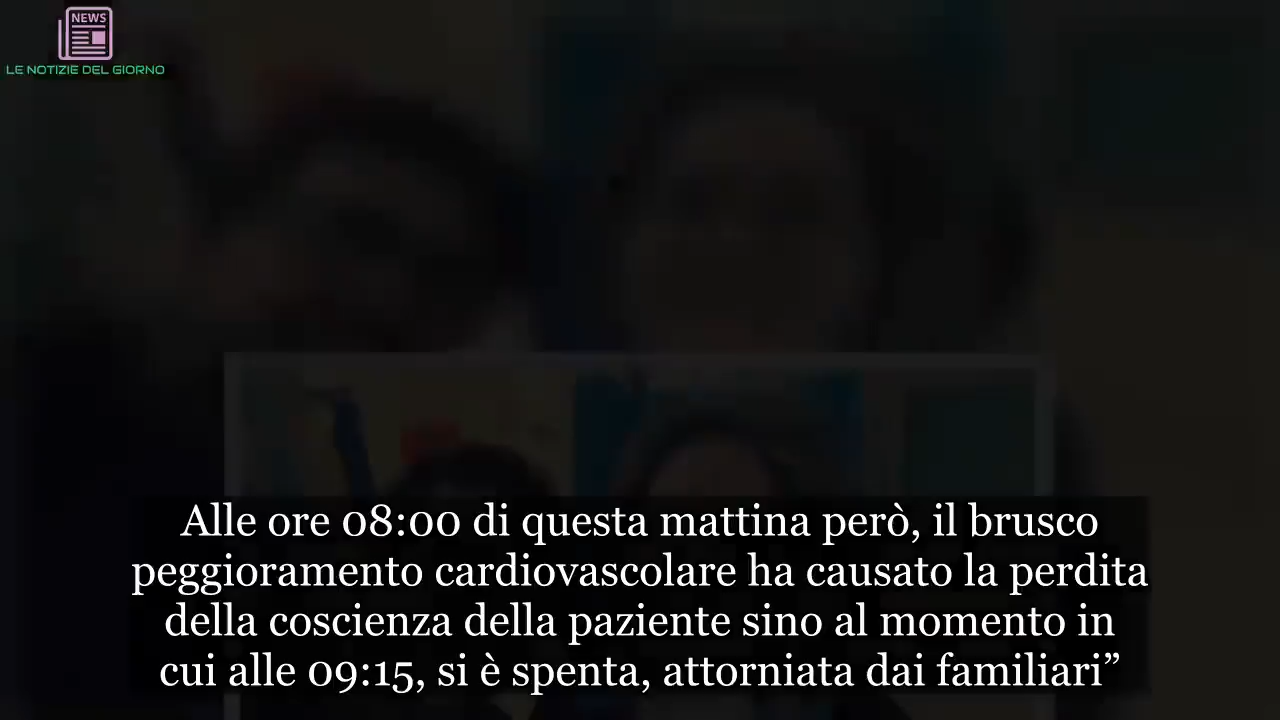 NEWS
LE NOTIZIE DEL GIORNO
Alle ore 08:00 di questa mattina però, il brusco
peggioramento cardiovascolare ha causato la perdita
della coscienza della paziente sino al momento in
cui alle 09:15, si è spenta, attorniata dai familiari”